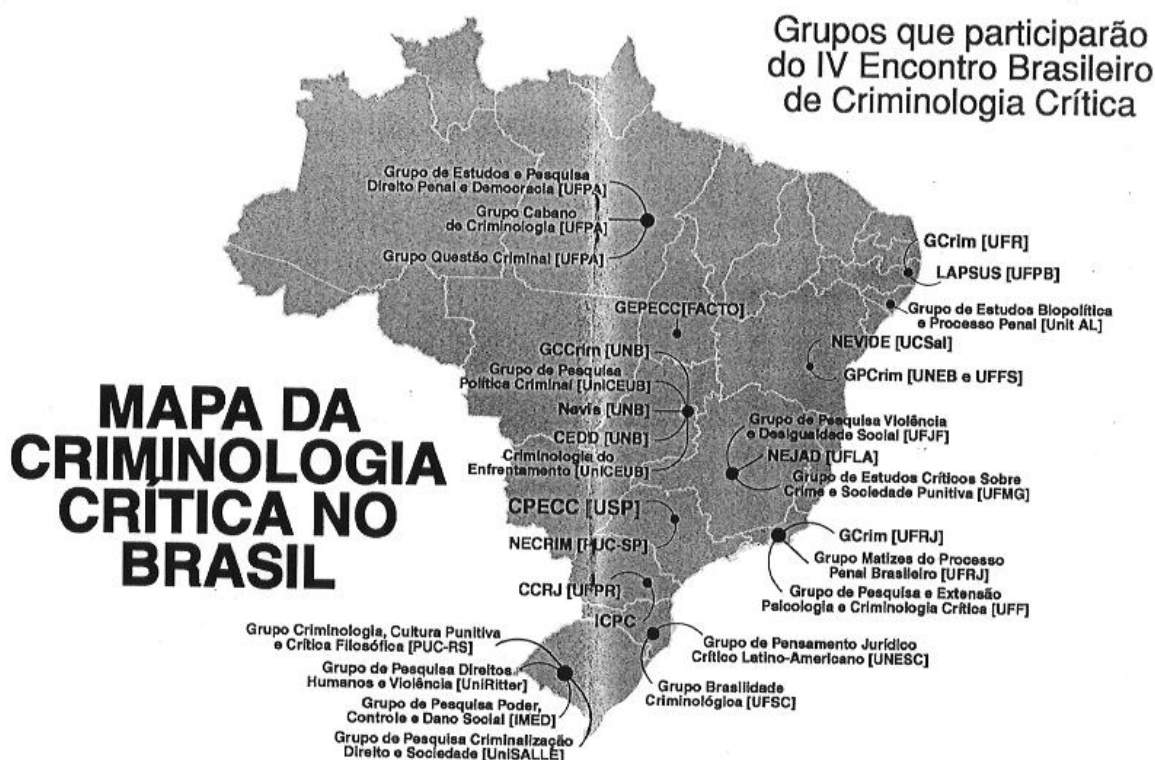 Grupos que participarão
do IV Encontro Brasileiro
de Criminologia Crítica
MAPA DA
CRIMINOLOGIA
CRÍTICA NO
BRASIL
Grupo de Estudos e Pesquisa
Direito Penal e Democracia [UFPA]
Grupo Cabano
de Criminologia [UFPA]
Grupo Questão Criminal [UFPA]
GCrim [UFR]
LAPSUS [UFPB]
Grupo de Estudos Biopolítica
e Processo Penal [Unit AL]
GEPECC[FACTO]
NEVIDE [UCSal]
GPCrim [UNEB e UFFS]
GCCrim [UNB]
Grupo de Pesquisa
Política Criminal [UniCEUB]
Nevis [UNB]
CEDD [UNB]
Criminologia do
Enfrentamento [UniCEUB]
Grupo de Pesquisa Violência
e Desigualdade Social [UFJF]
NEJAD [UFLA]
Grupo de Estudos Críticos Sobre
Crime e Sociedade Punitiva [UFMG]
CPECC [USP]
NECRIM [PUC-SP]
GCrim [UFRJ]
Grupo Matizes do Processo
Penal Brasileiro [UFRJ]
Grupo de Pesquisa e Extensão
Psicologia e Criminologia Crítica [UFF]
CCRJ [UFPR]
ICPC
Grupo de Pensamento Jurídico
Crítico Latino-Americano [UNESC]
Grupo Brasilidade
Criminológica [UFSC]
Grupo Criminologia, Cultura Punitiva
e Crítica Filosófica [PUC-RS]
Grupo de Pesquisa Direitos
Humanos e Violência [UniRitter]
Grupo de Pesquisa Poder,
Controle e Dano Social [IMED]
Grupo de Pesquisa Criminalização
Direito e Sociedade [UniSALLE]